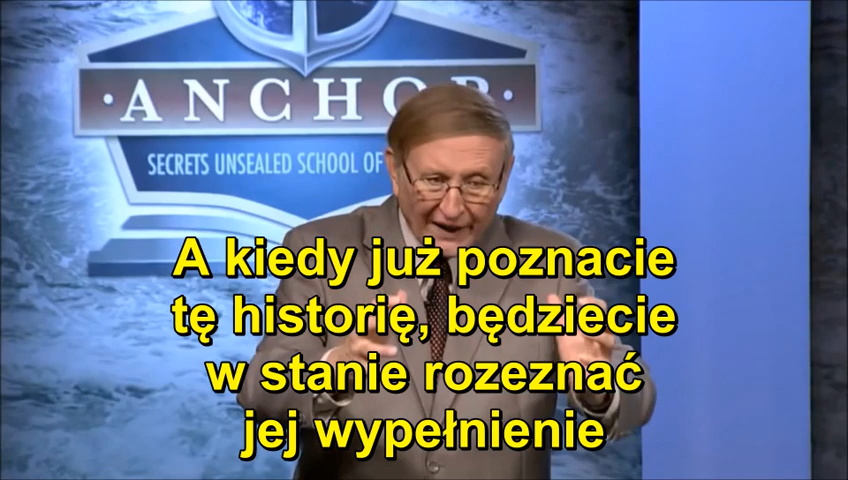 ·ANCHOR·
SECRETS UNSEALED SCHOOL OF
A kiedy już poznacie
tę historię, będziecie
w stanie rozeznać
jej wypełnienie